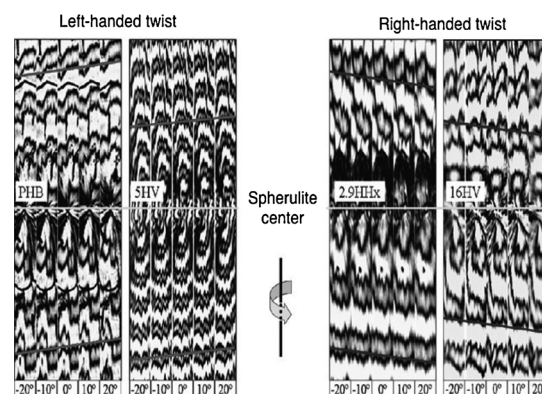 Left-handed twist
Right-handed twist
PHB
5HV
2.9HHx
16HV
Spherulite
center
-20° -10° 0° 10° 20°
-20° -10° 0° 10° 20°
-20° -10° 0° 10° 20°
-20° -10° 0° 10° 20°